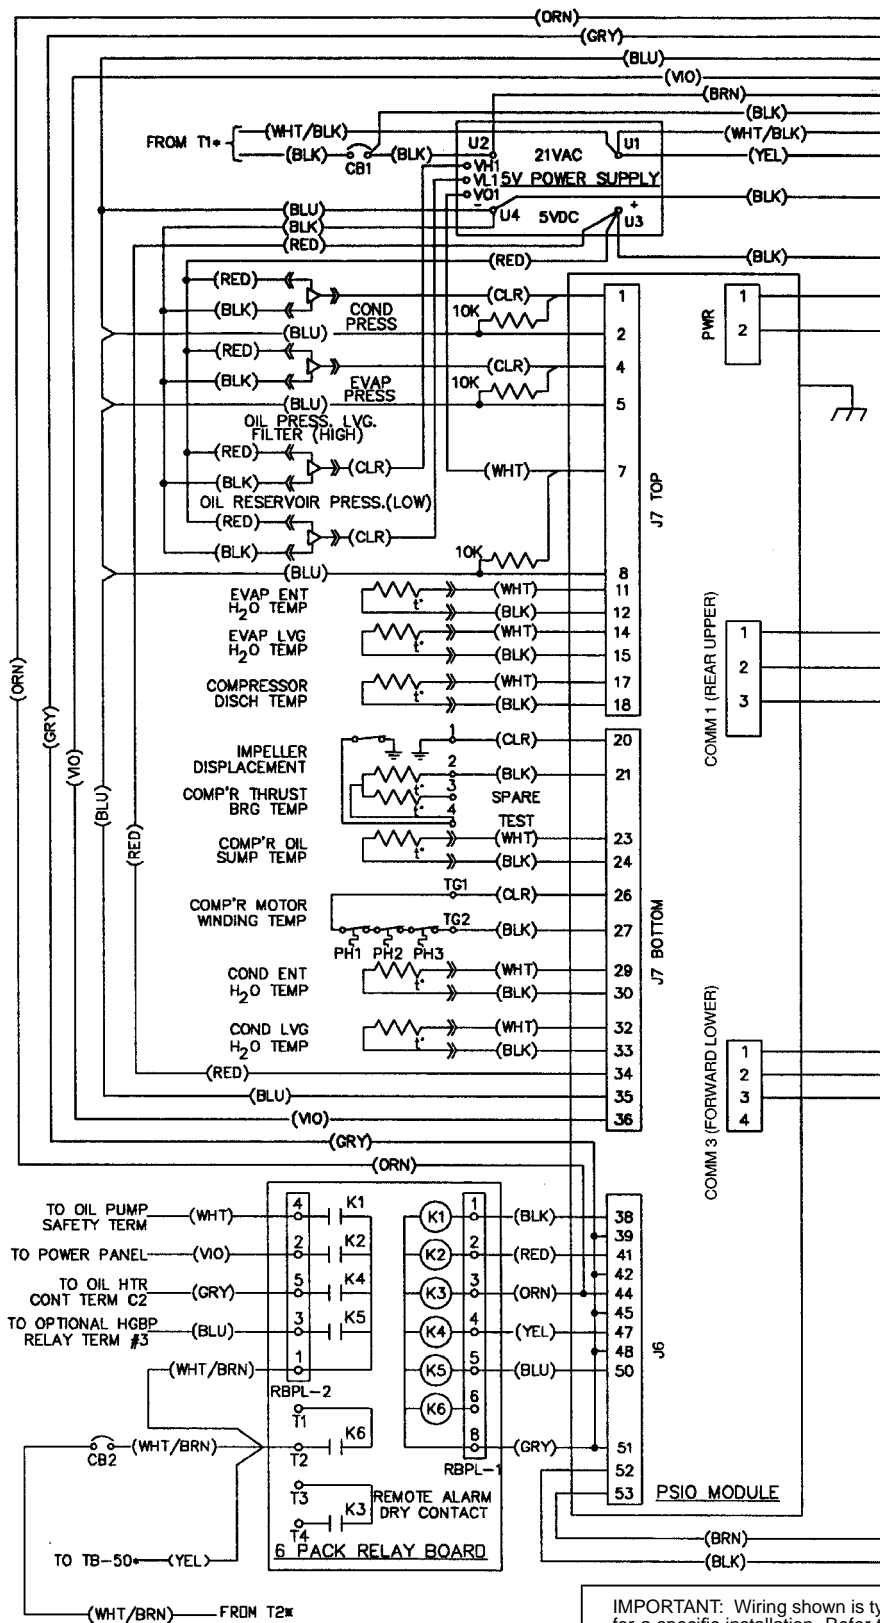 (ORN)
(GRY)
(BLU)
(VIO)
(BRN)
(BLK)
(WHT/BLK) (WHT/BLK)
FROM T1*
U2 21VAC U1
(BLK) CB1 (BLK) (YEL)
VH1
VL1 5V POWER SUPPLY
VO1
(BLK)
- +
(BLU) U4 5VDC U3
(BLK)
(RED)
(RED) (BLK)
(RED) (CLR) 1
(BLK) COND PRESS 10K
(BLU) 2
(RED) (CLR) 4
(BLK) EVAP PRESS 10K
(BLU) 5
OIL PRESS. LVG.
FILTER (HIGH)
(RED) (CLR)
(BLK) (WHT) 7
OIL RESERVOIR PRESS.(LOW)
(RED) (CLR)
(BLK) 10K
(BLU) 8
J7 TOP
PWR
1
2
EVAP ENT
H2O TEMP
t° (WHT) 11
(BLK) 12
EVAP LVG
H2O TEMP
t° (WHT) 14
(BLK) 15
COMPRESSOR
DISCH TEMP
t° (WHT) 17
(BLK) 18
COMM 1 (REAR UPPER)
1
2
3
(ORN)
(GRY)
(VIO)
(BLU)
(RED)
IMPELLER
DISPLACEMENT
1 (CLR) 20
2 (BLK) 21
COMP'R THRUST
BRG TEMP
t° 3 SPARE
t° 4 TEST
COMP'R OIL
SUMP TEMP
t° (WHT) 23
(BLK) 24
COMP'R MOTOR
WINDING TEMP
TG1 (CLR) 26
TG2 (BLK) 27
PH1 PH2 PH3
COND ENT
H2O TEMP
t° (WHT) 29
(BLK) 30
COND LVG
H2O TEMP
t° (WHT) 32
(BLK) 33
(RED) 34
(BLU) 35
(VIO) 36
J7 BOTTOM
COMM 3 (FORWARD LOWER)
1
2
3
4
(GRY)
(ORN)
TO OIL PUMP
SAFETY TERM
(WHT) 4 K1
K1 1 (BLK) 38
39
TO POWER PANEL (VIO) 2 K2
K2 2 (RED) 41
42
TO OIL HTR
CONT TERM C2
(GRY) 5 K4
K3 3 (ORN) 44
45
TO OPTIONAL HGBP
RELAY TERM #3
(BLU) 3 K5
K4 4 (YEL) 47
48
(WHT/BRN) 1
RBPL-2
K5 5 (BLU) 50
J6
K6 6
T1
K6
CB2 (WHT/BRN) T2
8 (GRY) 51
RBPL-1
52
53
T3
REMOTE ALARM
DRY CONTACT
T4 K3
6 PACK RELAY BOARD
PSIO MODULE
(BRN)
(BLK)
TO TB-50* (YEL)
(WHT/BRN) FROM T2*
IMPORTANT: Wiring shown is ty